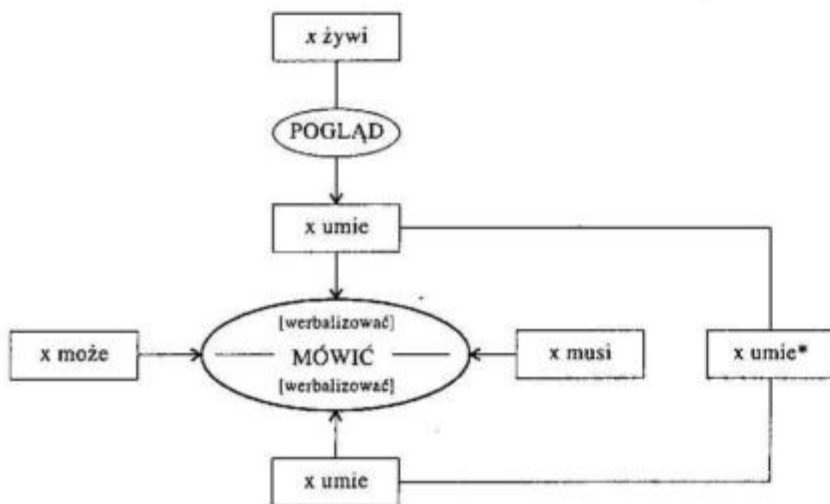 x żywi
POGLĄD
x umie
[werbalizować]
x może
MÓWIĆ
x musi
x umie*
[werbalizować]
x umie